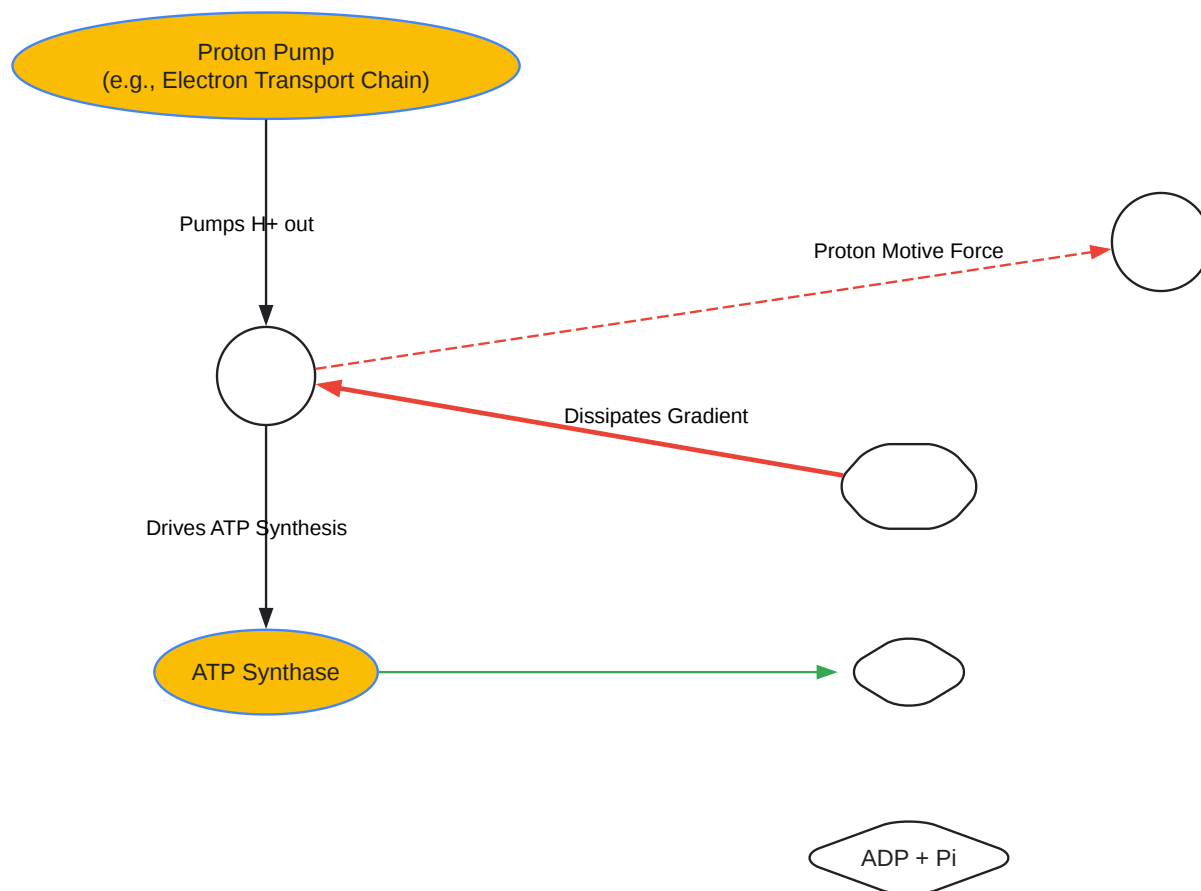 Proton Pump
(e.g., Electron Transport Chain)
Pumps H+ out
Proton Motive Force
Dissipates Gradient
Drives ATP Synthesis
ATP Synthase
ADP + Pi